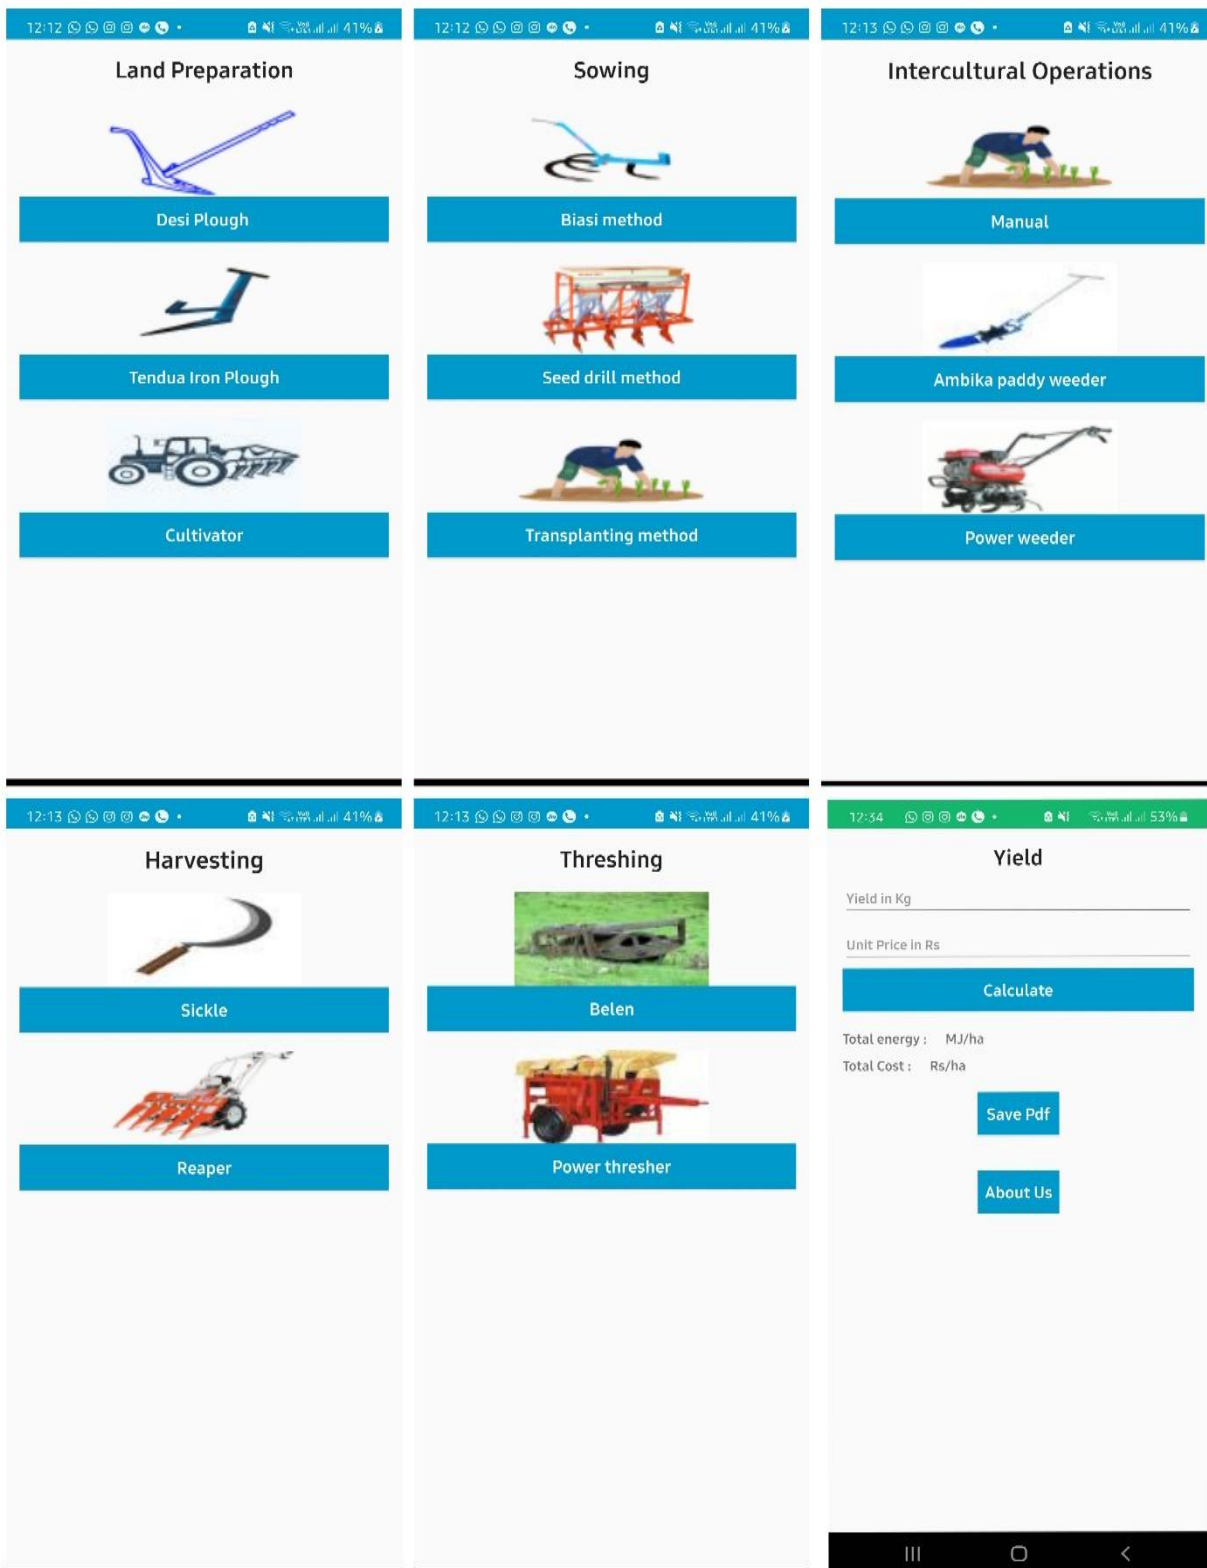 12:12
41%
Land Preparation
Desi Plough
Tendua Iron Plough
Cultivator
12:12
41%
Sowing
Biasi method
Seed drill method
Transplanting method
12:13
41%
Intercultural Operations
Manual
Ambika paddy weeder
Power weeder
12:13
41%
Harvesting
Sickle
Reaper
12:13
41%
Threshing
Belen
Power thresher
12:34
53%
Yield
Yield in Kg
Unit Price in Rs
Calculate
Total energy : MJ/ha
Total Cost : Rs/ha
Save Pdf
About Us